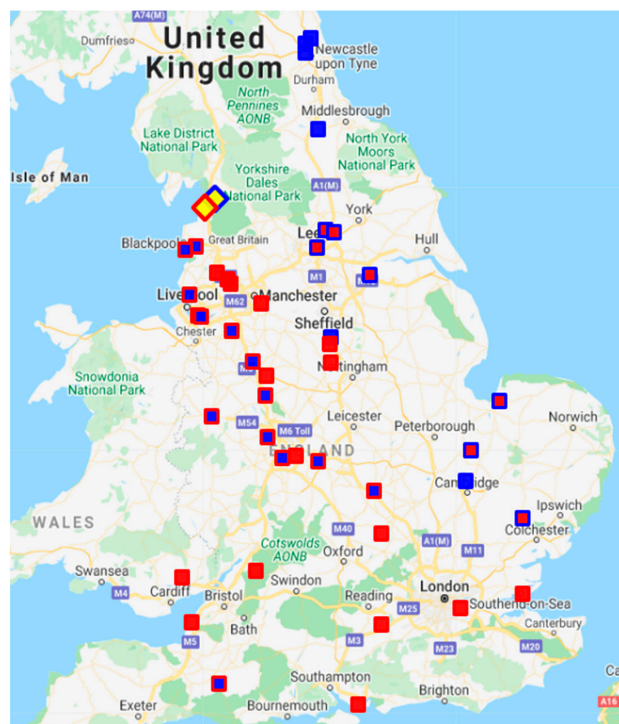 A74(M)
Dumfries
United
Kingdom
Newcastle
upon Tyne
Durham
North
Pennines
AONB
Middlesbrough
Lake District
National Park
North York
Moors
National Park
Isle of Man
Yorkshire
Dales
National Park
A1(M)
York
Blackpool
Great Britain
Lee
Hull
M1
Liverpool
M62
Manchester
Sheffield
Chester
Snowdonia
National Park
Nottingham
M54
M6 Toll
Leicester
Peterborough
Norwich
ENGLAND
Cambridge
WALES
Ipswich
Colchester
M40
Cotswolds
AONB
Oxford
A1(M)
M11
Swansea
M4
Cardiff
Bristol
Swindon
Reading
London
M25
Southend-on-Sea
Bath
Canterbury
M5
M3
M23
M20
Southampton
Brighton
Exeter
Bournemouth
Ca
A16